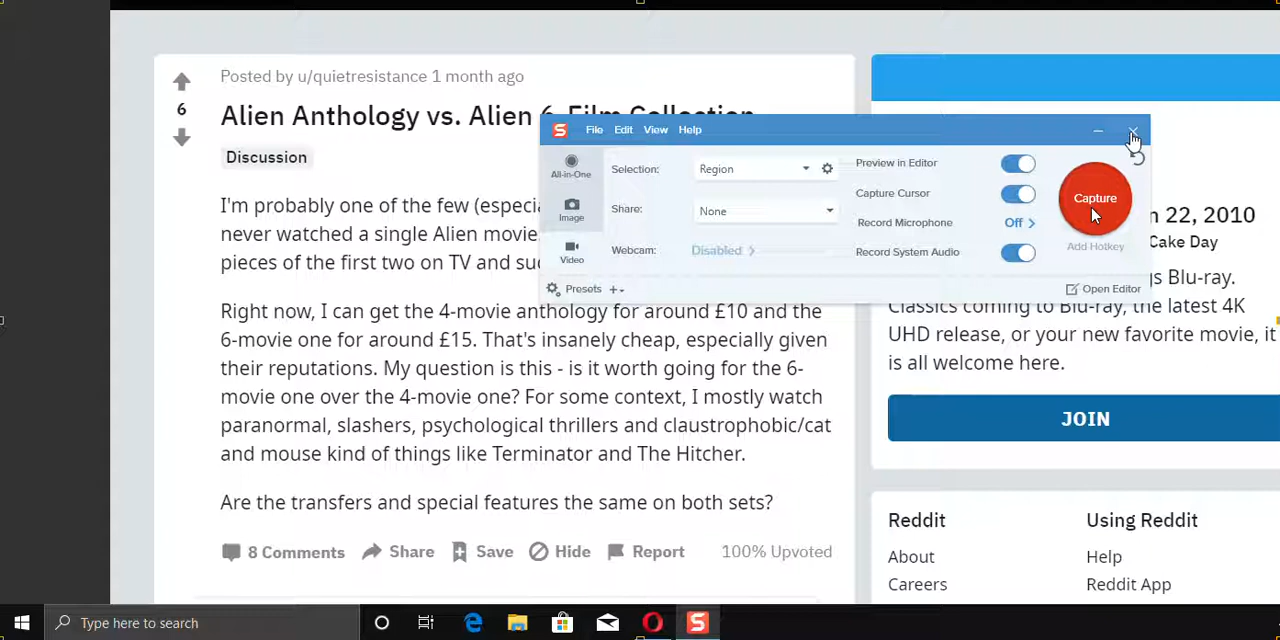 Posted by u/quietresistance 1 month ago
6
Alien Anthology vs. Alien 6-Film Collection
Discussion
I'm probably one of the few (especia
never watched a single Alien movie
pieces of the first two on TV and suc
Right now, I can get the 4-movie anthology for around £10 and the
6-movie one for around £15. That's insanely cheap, especially given
their reputations. My question is this - is it worth going for the 6-
movie one over the 4-movie one? For some context, I mostly watch
paranormal, slashers, psychological thrillers and claustrophobic/cat
and mouse kind of things like Terminator and The Hitcher.
Are the transfers and special features the same on both sets?
8 Comments Share Save Hide Report 100% Upvoted
S File Edit View Help
All-in-One
Image
Video
Selection: Region
Share: None
Webcam: Disabled >
Preview in Editor
Capture Cursor
Record Microphone Off >
Record System Audio
Capture
Add Hotkey
Presets +
Open Editor
n 22, 2010
Cake Day
gs Blu-ray.
Classics coming to Blu-ray, the latest 4K
UHD release, or your new favorite movie, it
is all welcome here.
JOIN
Reddit Using Reddit
About Help
Careers Reddit App
Type here to search
S